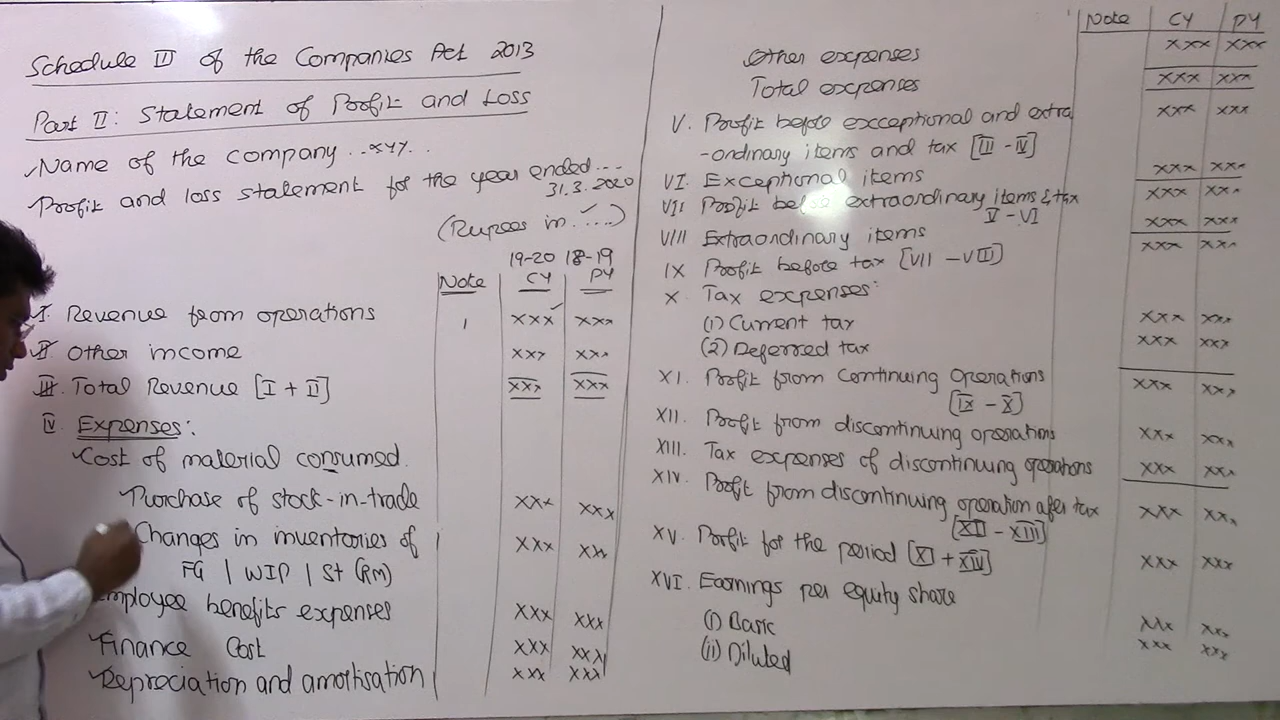 Schedule III of the Companies Act 2013
Part II: Statement of Profit and Loss
Name of the company ..xyz..
Profit and loss statement for the year ended....
31.3.2020
(Rupees in ....)
19-20 18-19
Note CY PY
I. Revenue from operations 1 xxx xxx
II. Other income xxx xxx
III. Total Revenue [I + II] xxx xxx
IV. Expenses:
Cost of material consumed.
Purchase of stock-in-trade xxx xxx
Changes in inventories of xxx xxx
FG | WIP | St (RM)
Employee benefits expenses xxx xxx
Finance Cost xxx xxx
Depreciation and amortisation xxx xxx
Note CY PY
Other expenses xxx xxx
Total expenses xxx xxx
V. Profit before exceptional and extra xxx xxx
-ordinary items and tax [III - IV]
VI. Exceptional items xxx xxx
VII Profit before extraordinary items & tax xxx xxx
V - VI
VIII Extraordinary items xxx xxx
IX Profit before tax [VII - VIII] xxx xxx
X. Tax expenses:
(1) Current tax xxx xxx
(2) Deferred tax xxx xxx
XI. Profit from Continuing Operations xxx xxx
[IX - X]
XII. Profit from discontinuing operations xxx xxx
XIII. Tax expenses of discontinuing operations xxx xxx
XIV. Profit from discontinuing operation after tax xxx xxx
[XII - XIII]
XV. Profit for the period [XI + XIV] xxx xxx
XVI. Earnings per equity share
(i) Basic xxx xxx
(ii) Diluted xxx xxx